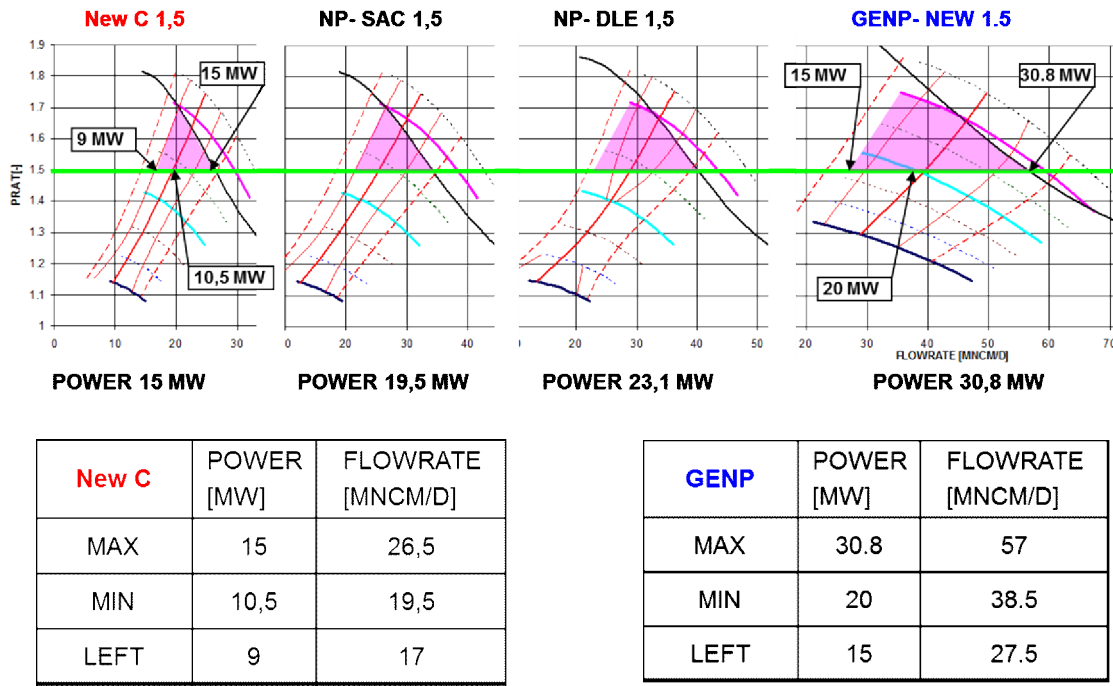 New C 1,5
NP- SAC 1,5
NP- DLE 1,5
GENP- NEW 1.5
PRAT[-]
1.9
1.8
1.7
1.6
1.5
1.4
1.3
1.2
1.1
1
15 MW
9 MW
10,5 MW
15 MW
30.8 MW
20 MW
0 10 20 30
0 10 20 30 40
10 20 30 40 50
20 30 40 50 60 70
FLOWRATE [MNCM/D]
POWER 15 MW
POWER 19,5 MW
POWER 23,1 MW
POWER 30,8 MW
New C POWER [MW] FLOWRATE [MNCM/D]
MAX 15 26,5
MIN 10,5 19,5
LEFT 9 17
GENP POWER [MW] FLOWRATE [MNCM/D]
MAX 30.8 57
MIN 20 38.5
LEFT 15 27.5